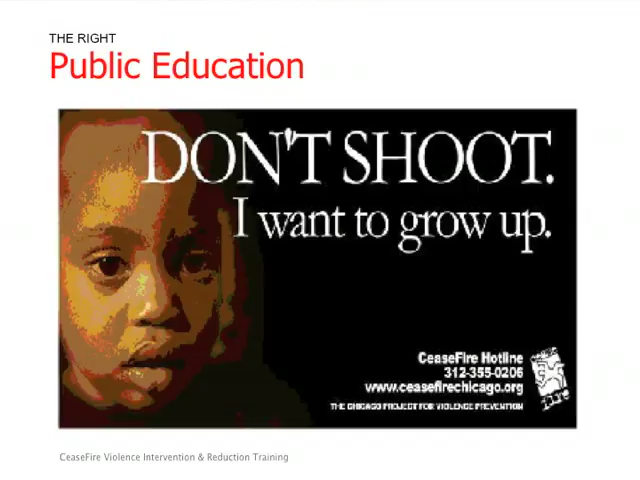 THE RIGHT
Public Education
DON'T SHOOT.
I want to grow up.
CeaseFire Hotline
312-355-0206
www.ceasefirechicago.org
THE CHICAGO PROJECT FOR VIOLENCE PREVENTION
CeaseFire Violence Intervention & Reduction Training